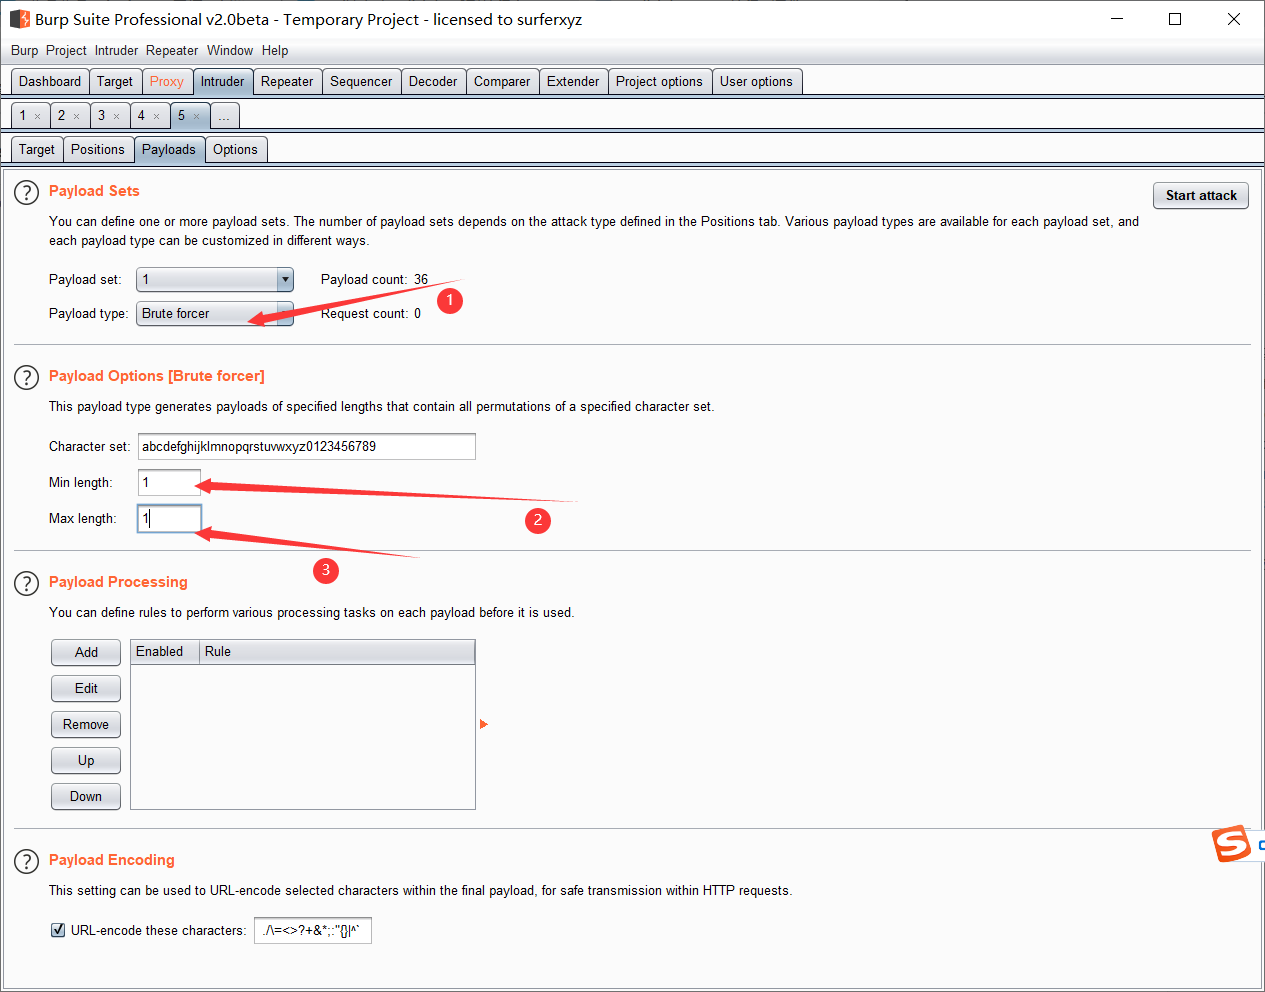 Burp Suite Professional v2.0beta - Temporary Project - licensed to surferxyz
Burp Project Intruder Repeater Window Help
Dashboard Target Proxy Intruder Repeater Sequencer Decoder Comparer Extender Project options User options
1 × 2 × 3 × 4 × 5 × ...
Target Positions Payloads Options
? Payload Sets
Start attack
You can define one or more payload sets. The number of payload sets depends on the attack type defined in the Positions tab. Various payload types are available for each payload set, and
each payload type can be customized in different ways.
Payload set: 1 Payload count: 36
1
Payload type: Brute forcer Request count: 0
? Payload Options [Brute forcer]
This payload type generates payloads of specified lengths that contain all permutations of a specified character set.
Character set: abcdefghijklmnopqrstuvwxyz0123456789
Min length: 1
Max length: 1
2
3
? Payload Processing
You can define rules to perform various processing tasks on each payload before it is used.
Add Enabled Rule
Edit
Remove
Up
Down
? Payload Encoding
This setting can be used to URL-encode selected characters within the final payload, for safe transmission within HTTP requests.
URL-encode these characters: ./\=<>?+&*;:"{}|^`
S